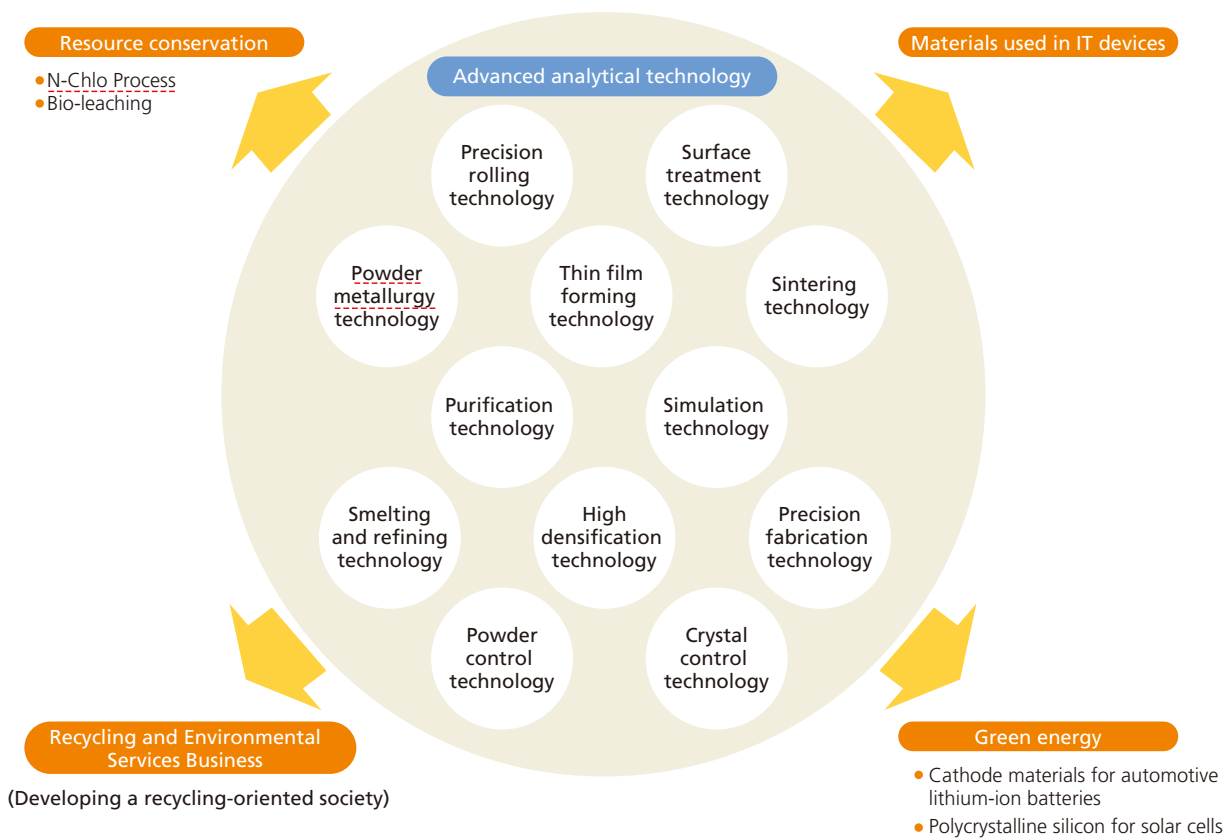 Resource conservation
• N-Chlo Process
• Bio-leaching
Materials used in IT devices
Advanced analytical technology
Precision
rolling
technology
Surface
treatment
technology
Powder
metallurgy
technology
Thin film
forming
technology
Sintering
technology
Purification
technology
Simulation
technology
Smelting
and refining
technology
High
densification
technology
Precision
fabrication
technology
Powder
control
technology
Crystal
control
technology
Recycling and Environmental
Services Business
(Developing a recycling-oriented society)
Green energy
• Cathode materials for automotive
lithium-ion batteries
• Polycrystalline silicon for solar cells